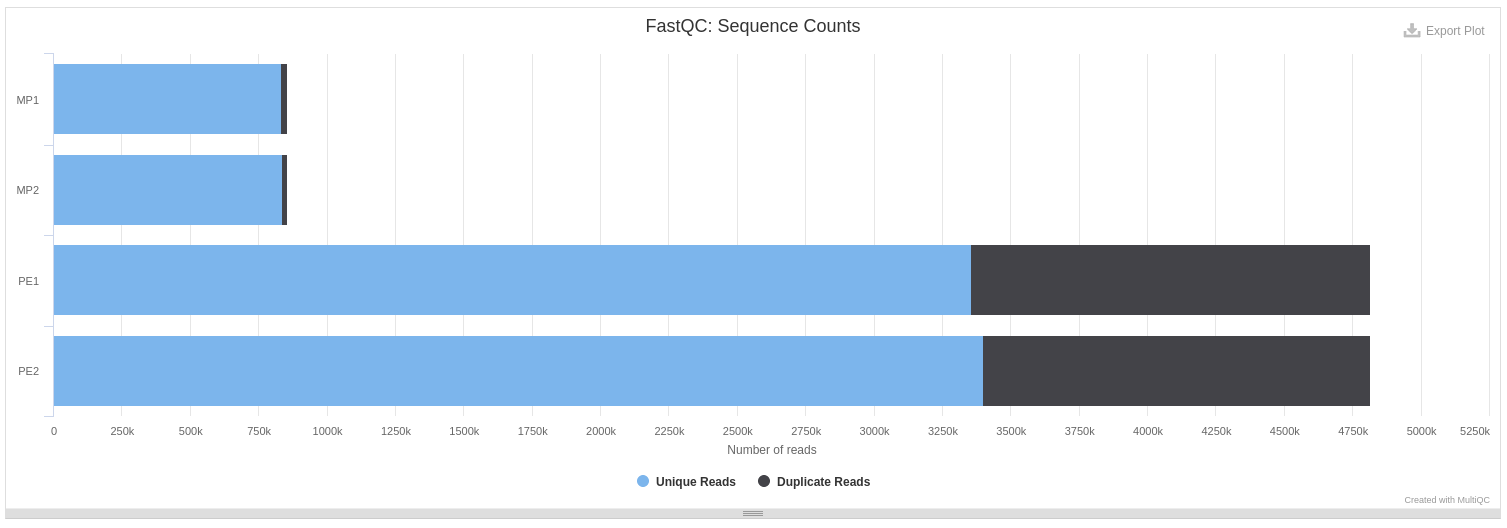 FastQC: Sequence Counts
Export Plot
MP1
MP2
PE1
PE2
0 250k 500k 750k 1000k 1250k 1500k 1750k 2000k 2250k 2500k 2750k 3000k 3250k 3500k 3750k 4000k 4250k 4500k 4750k 5000k 5250k
Number of reads
Unique Reads Duplicate Reads
Created with MultiQC